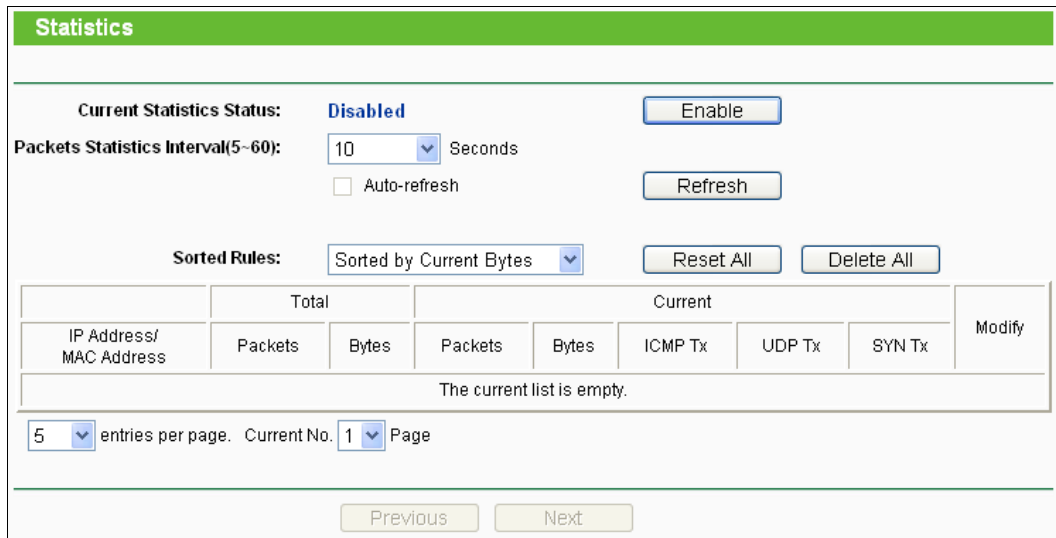 Statistics
Current Statistics Status: Disabled Enable
Packets Statistics Interval(5~60): 10 Seconds
Auto-refresh Refresh
Sorted Rules: Sorted by Current Bytes Reset All Delete All
Total Current Modify
IP Address/
MAC Address Packets Bytes Packets Bytes ICMP Tx UDP Tx SYN Tx
The current list is empty.
5 entries per page. Current No. 1 Page
Previous Next